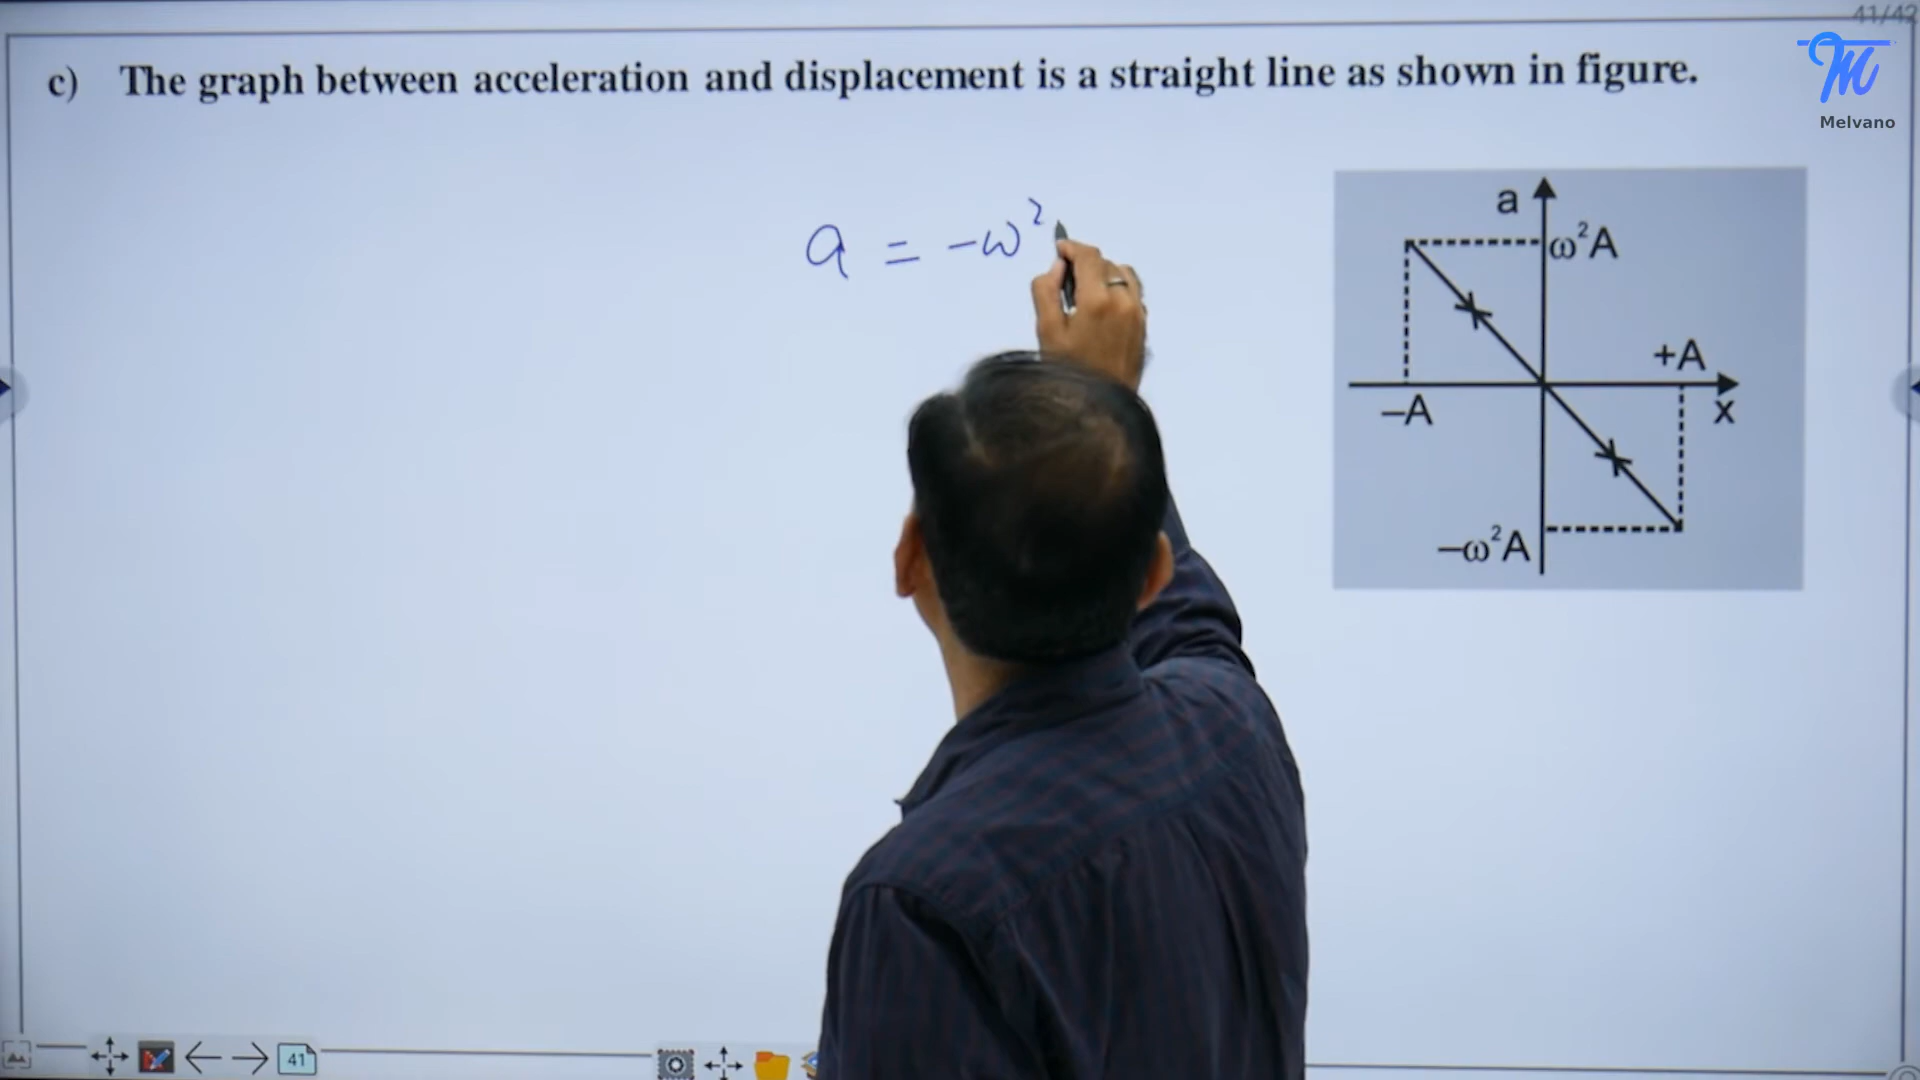 41/42
Melvano
c) The graph between acceleration and displacement is a straight line as shown in figure.
a = -ω²
a
ω²A
+A
–A
x
–ω²A
41